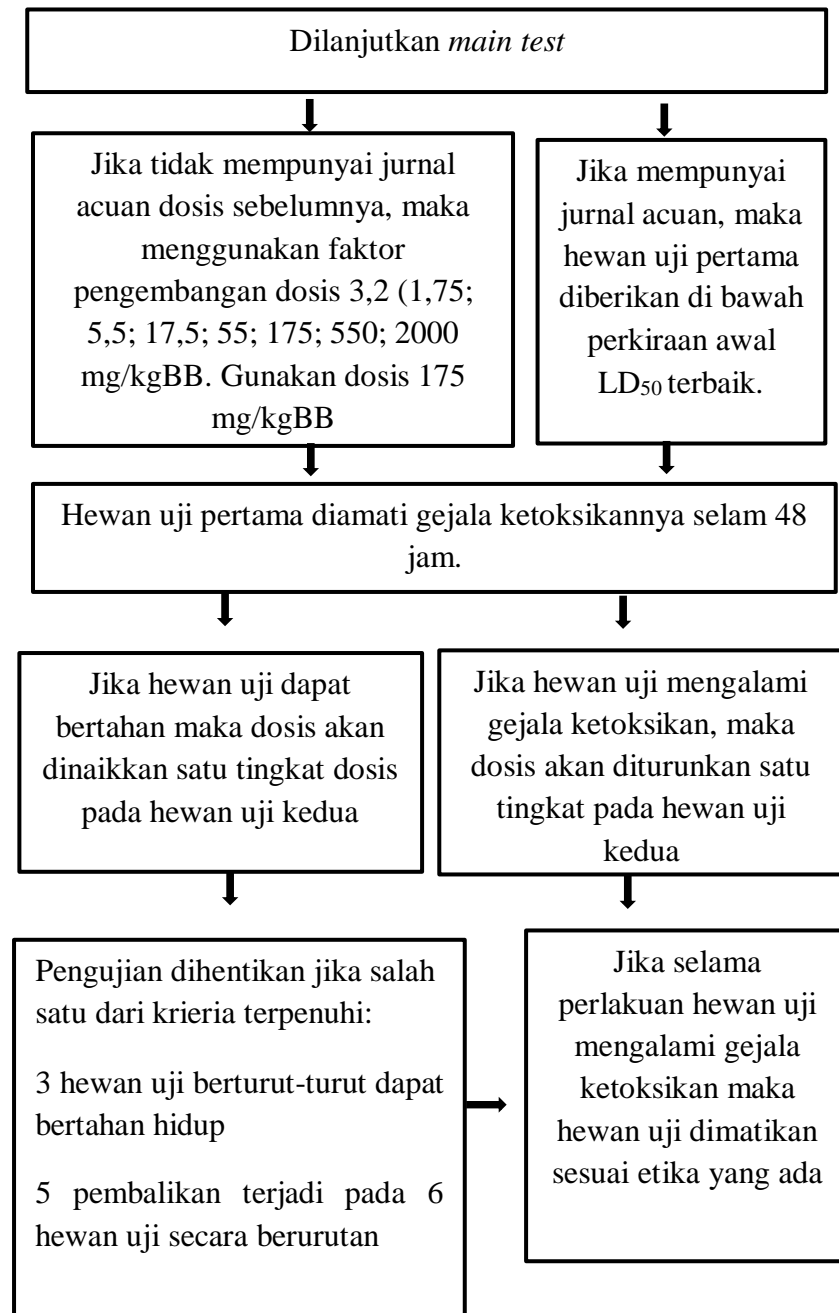 Dilanjutkan main test
Jika tidak mempunyai jurnal
acuan dosis sebelumnya, maka
menggunakan faktor
pengembangan dosis 3,2 (1,75;
5,5; 17,5; 55; 175; 550; 2000
mg/kgBB. Gunakan dosis 175
mg/kgBB
Jika mempunyai
jurnal acuan, maka
hewan uji pertama
diberikan di bawah
perkiraan awal
LD50 terbaik.
Hewan uji pertama diamati gejala ketoksikannya selam 48
jam.
Jika hewan uji dapat
bertahan maka dosis akan
dinaikkan satu tingkat dosis
pada hewan uji kedua
Jika hewan uji mengalami
gejala ketoksikan, maka
dosis akan diturunkan satu
tingkat pada hewan uji
kedua
Pengujian dihentikan jika salah
satu dari krieria terpenuhi:
3 hewan uji berturut-turut dapat
bertahan hidup
5 pembalikan terjadi pada 6
hewan uji secara berurutan
Jika selama
perlakuan hewan uji
mengalami gejala
ketoksikan maka
hewan uji dimatikan
sesuai etika yang ada